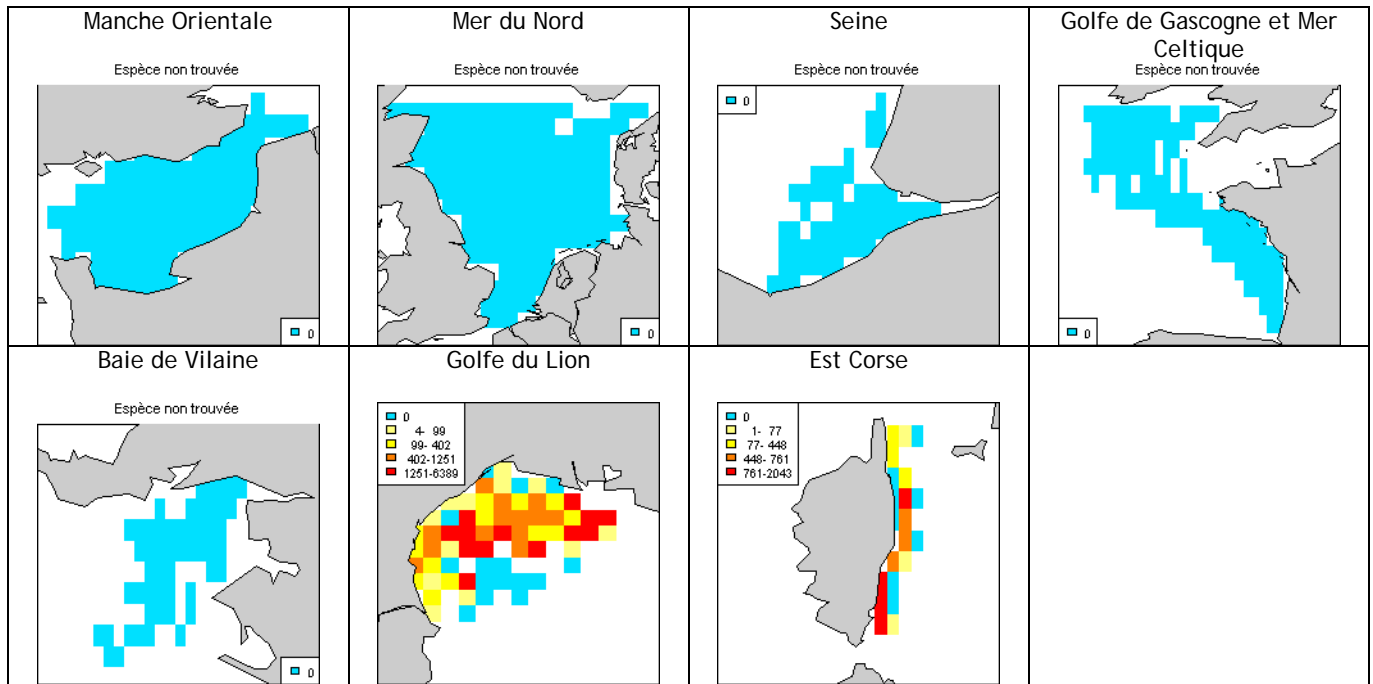 Manche Orientale
Espèce non trouvée
0
Mer du Nord
Espèce non trouvée
0
Seine
Espèce non trouvée
0
Golfe de Gascogne et Mer
Celtique
Espèce non trouvée
0
Baie de Vilaine
Espèce non trouvée
0
Golfe du Lion
0
4- 99
99- 402
402-1251
1251-6389
Est Corse
0
1- 77
77- 448
448- 761
761-2043